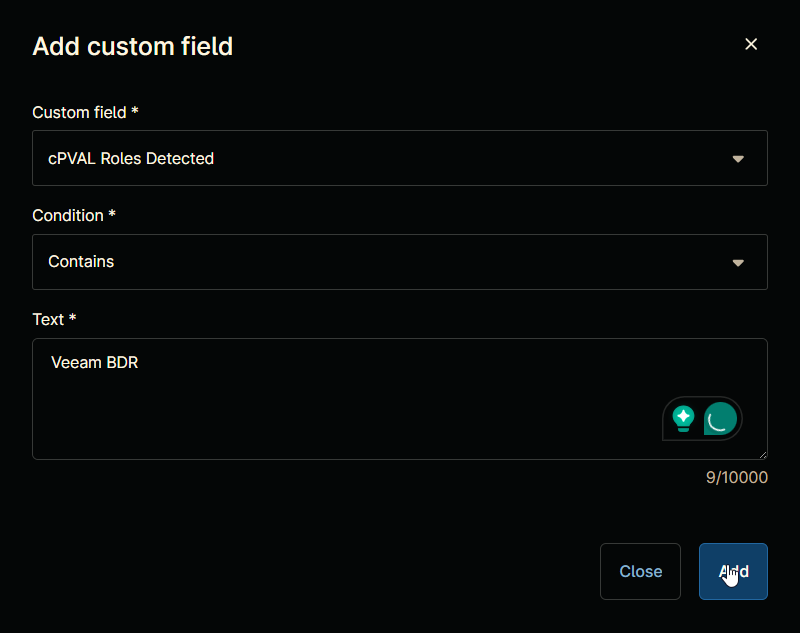 Add custom field
Custom field *
cPVAL Roles Detected
Condition *
Contains
Text *
Veeam BDR
9/10000
Close
Add